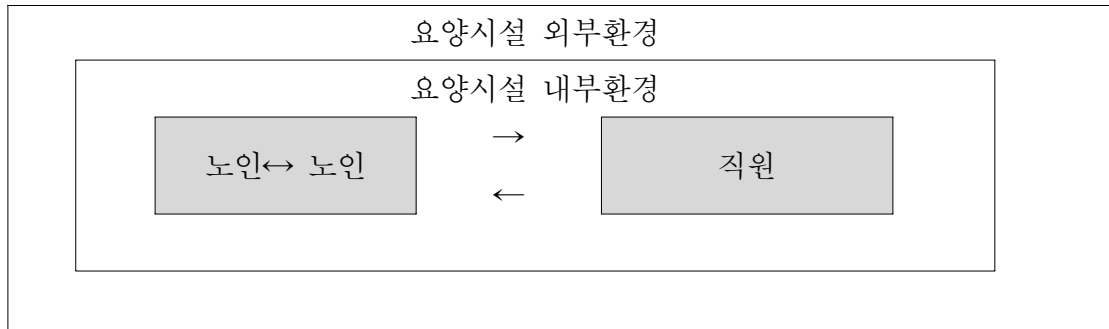 요양시설 외부환경
요양시설 내부환경
→
노인↔ 노인
직원
←